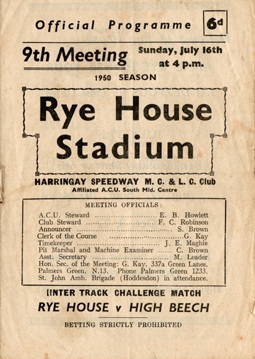 Official Programme 6d
9th Meeting Sunday, July 16th
at 4 p.m.
1950 SEASON
Rye House
Stadium
HARRINGAY SPEEDWAY M. C. & L. C. Club
Affiliated A.C.U. South Mid. Centre
MEETING OFFICIALS:
A.C.U. Steward E. B. Howlett
Club Steward F. C. Robinson
Announcer S. Brown
Clerk of the Course G. Kay
Timekeeper J. E. Maghie
Pit Marshal and Machine Examiner C. Brown
Asst. Secretary M. Leader
Hon. Sec. of the Meeting: G. Kay, 337a Green Lanes,
Palmers Green, N.13. Phone Palmers Green 1233.
St. John Amb. Brigade (Hoddesdon) in attendance.
INTER TRACK CHALLENGE MATCH
RYE HOUSE v HIGH BEECH
BETTING STRICTLY PROHIBITED